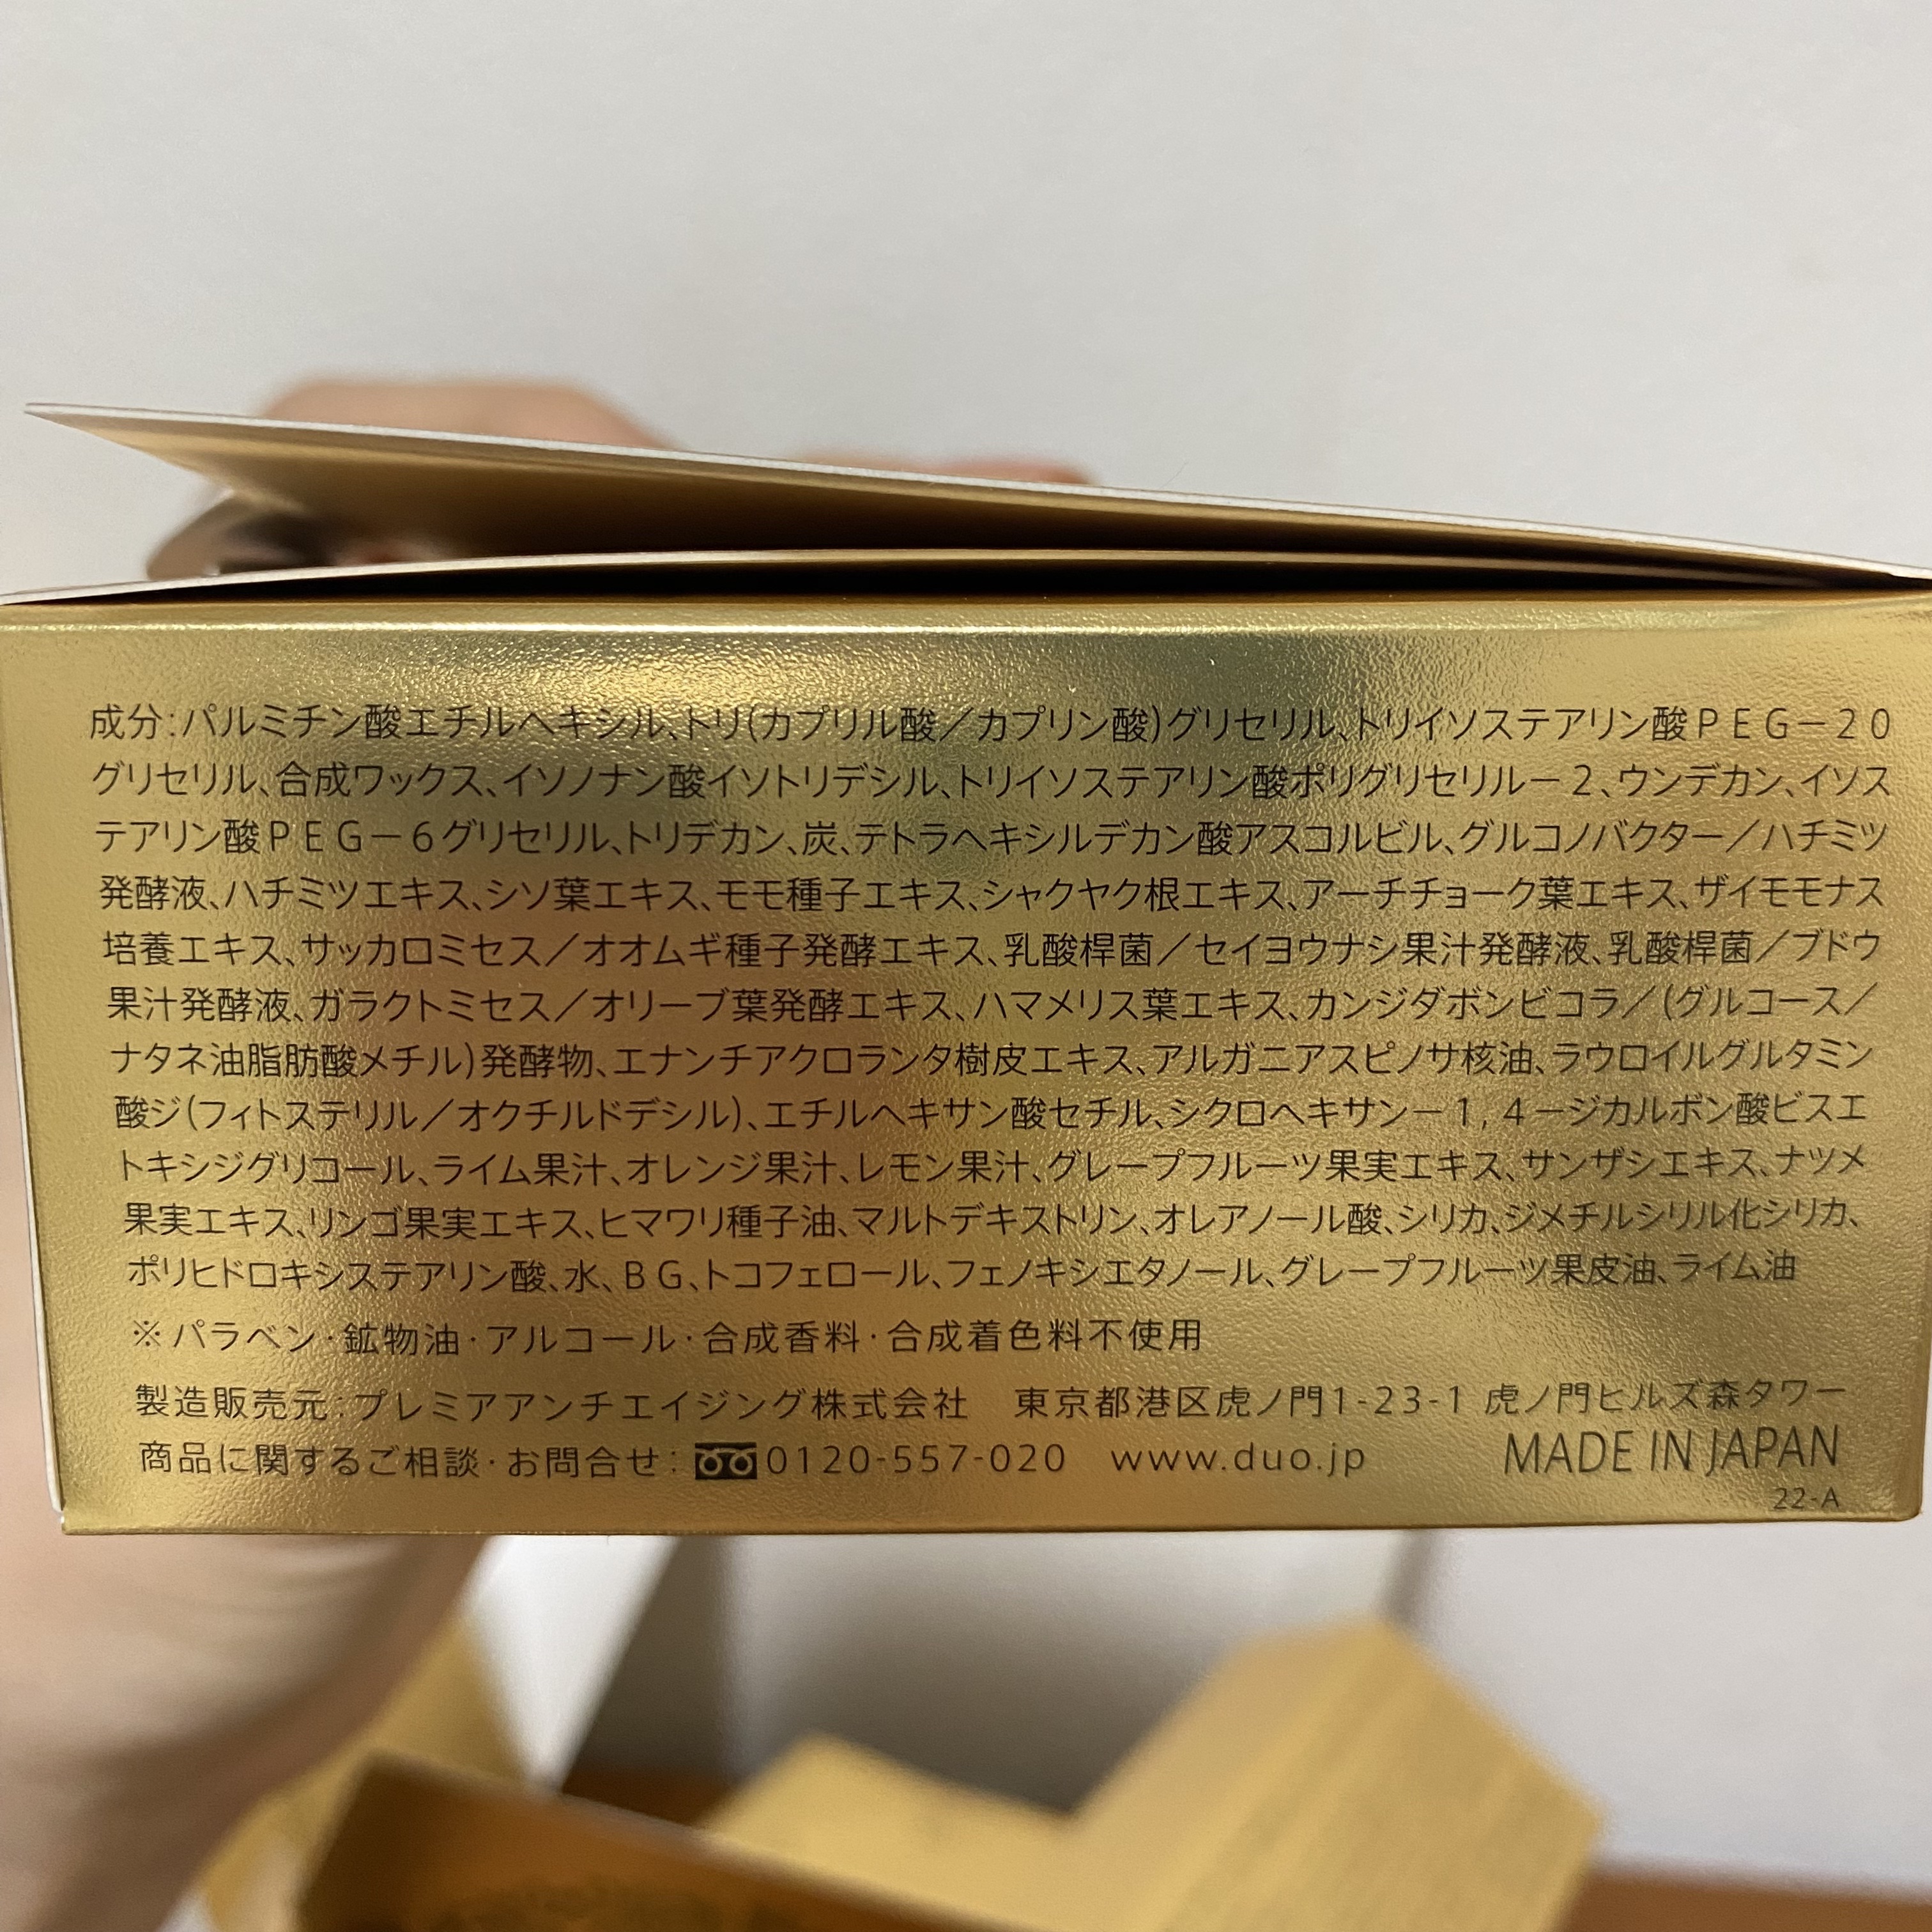 成分:パルミチン酸エチルヘキシル、トリ(カプリル酸／カプリン酸)グリセリル、トリイソステアリン酸ＰＥＧ－２０
グリセリル、合成ワックス、イソノナン酸イソトリデシル、トリイソステアリン酸ポリグリセリル－２、ウンデカン、イソス
テアリン酸ＰＥＧ－６グリセリル、トリデカン、炭、テトラヘキシルデカン酸アスコルビル、グルコノバクター／ハチミツ
発酵液、ハチミツエキス、シソ葉エキス、モモ種子エキス、シャクヤク根エキス、アーチチョーク葉エキス、ザイモモナス
培養エキス、サッカロミセス／オオムギ種子発酵エキス、乳酸桿菌／セイヨウナシ果汁発酵液、乳酸桿菌／ブドウ
果汁発酵液、ガラクトミセス／オリーブ葉発酵エキス、ハマメリス葉エキス、カンジダボンビコラ／(グルコース／
ナタネ油脂肪酸メチル)発酵物、エナンチアクロランタ樹皮エキス、アルガニアスピノサ核油、ラウロイルグルタミン
酸ジ(フィトステリル／オクチルドデシル)、エチルヘキサン酸セチル、シクロヘキサン－１,４－ジカルボン酸ビスエ
トキシジグリコール、ライム果汁、オレンジ果汁、レモン果汁、グレープフルーツ果実エキス、サンザシエキス、ナツメ
果実エキス、リンゴ果実エキス、ヒマワリ種子油、マルトデキストリン、オレアノール酸、シリカ、ジメチルシリル化シリカ、
ポリヒドロキシステアリン酸、水、ＢＧ、トコフェロール、フェノキシエタノール、グレープフルーツ果皮油、ライム油
※パラベン・鉱物油・アルコール・合成香料・合成着色料不使用
製造販売元:プレミアアンチエイジング株式会社　東京都港区虎ノ門1-23-1 虎ノ門ヒルズ森タワー
商品に関するご相談・お問合せ:0120-557-020　www.duo.jp　MADE IN JAPAN
22-A